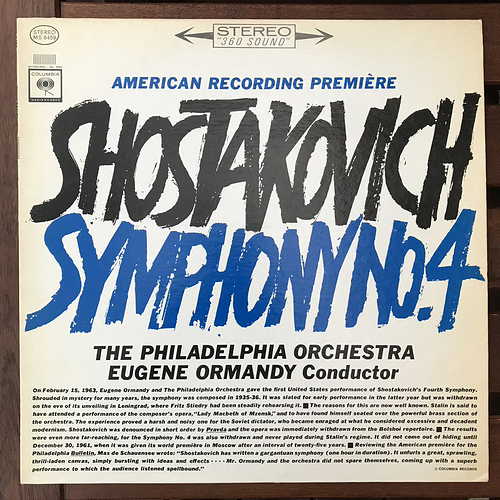 STEREO
MS 6459
STEREO
"360 SOUND"
COLUMBIA
MASTERWORKS
AMERICAN RECORDING PREMIÈRE
SHOSTAKOVICH
SYMPHONY No.4
THE PHILADELPHIA ORCHESTRA
EUGENE ORMANDY Conductor
On February 15, 1963, Eugene Ormandy and The Philadelphia Orchestra gave the first United States performance of Shostakovich's Fourth Symphony.
Shrouded in mystery for many years, the symphony was composed in 1935-36. It was slated for early performance in the latter year but was withdrawn
on the eve of its unveiling in Leningrad, where Fritz Stiedry had been steadily rehearsing it. ■ The reasons for this are now well known. Stalin is said to
have attended a performance of the composer's opera, "Lady Macbeth of Mzensk," and to have found himself seated over the powerful brass section of
the orchestra. The experience proved a harsh and noisy one for the Soviet dictator, who became enraged at what he considered excessive and decadent
modernism. Shostakovich was denounced in short order by Pravda and the opera was immediately withdrawn from the Bolshoi repertoire. ■ The results
were even more far-reaching, for the Symphony No. 4 was also withdrawn and never played during Stalin's regime. It did not come out of hiding until
December 30, 1961, when it was given its world première in Moscow after an interval of twenty-five years. ■ Reviewing the American première for the
Philadelphia Bulletin, Max de Schauensee wrote: "Shostakovich has written a gargantuan symphony (one hour in duration). It unfurls a great, sprawling,
thrill-laden canvas, simply bursting with ideas and effects · · · · Mr. Ormandy and the orchestra did not spare themselves, coming up with a superb
performance to which the audience listened spellbound."
© COLUMBIA RECORDS